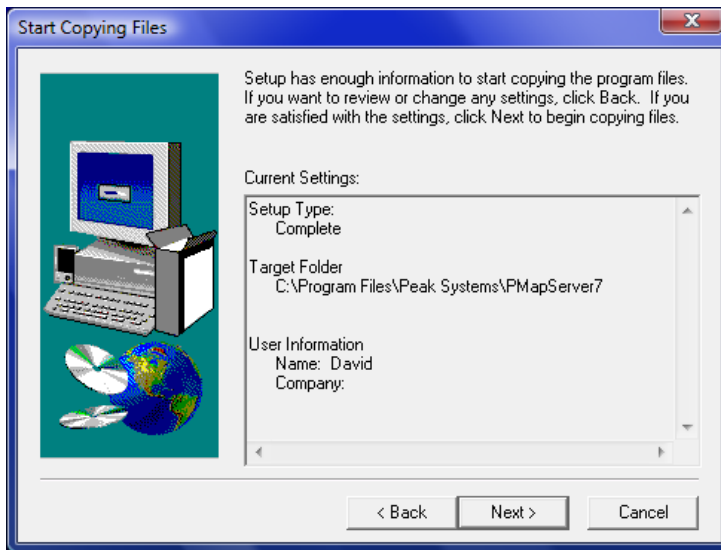 Start Copying Files
Setup has enough information to start copying the program files.
If you want to review or change any settings, click Back.  If you
are satisfied with the settings, click Next to begin copying files.
Current Settings:
Setup Type:
Complete
Target Folder
C:\Program Files\Peak Systems\PMapServer7
User Information
Name:  David
Company:
< Back
Next >
Cancel